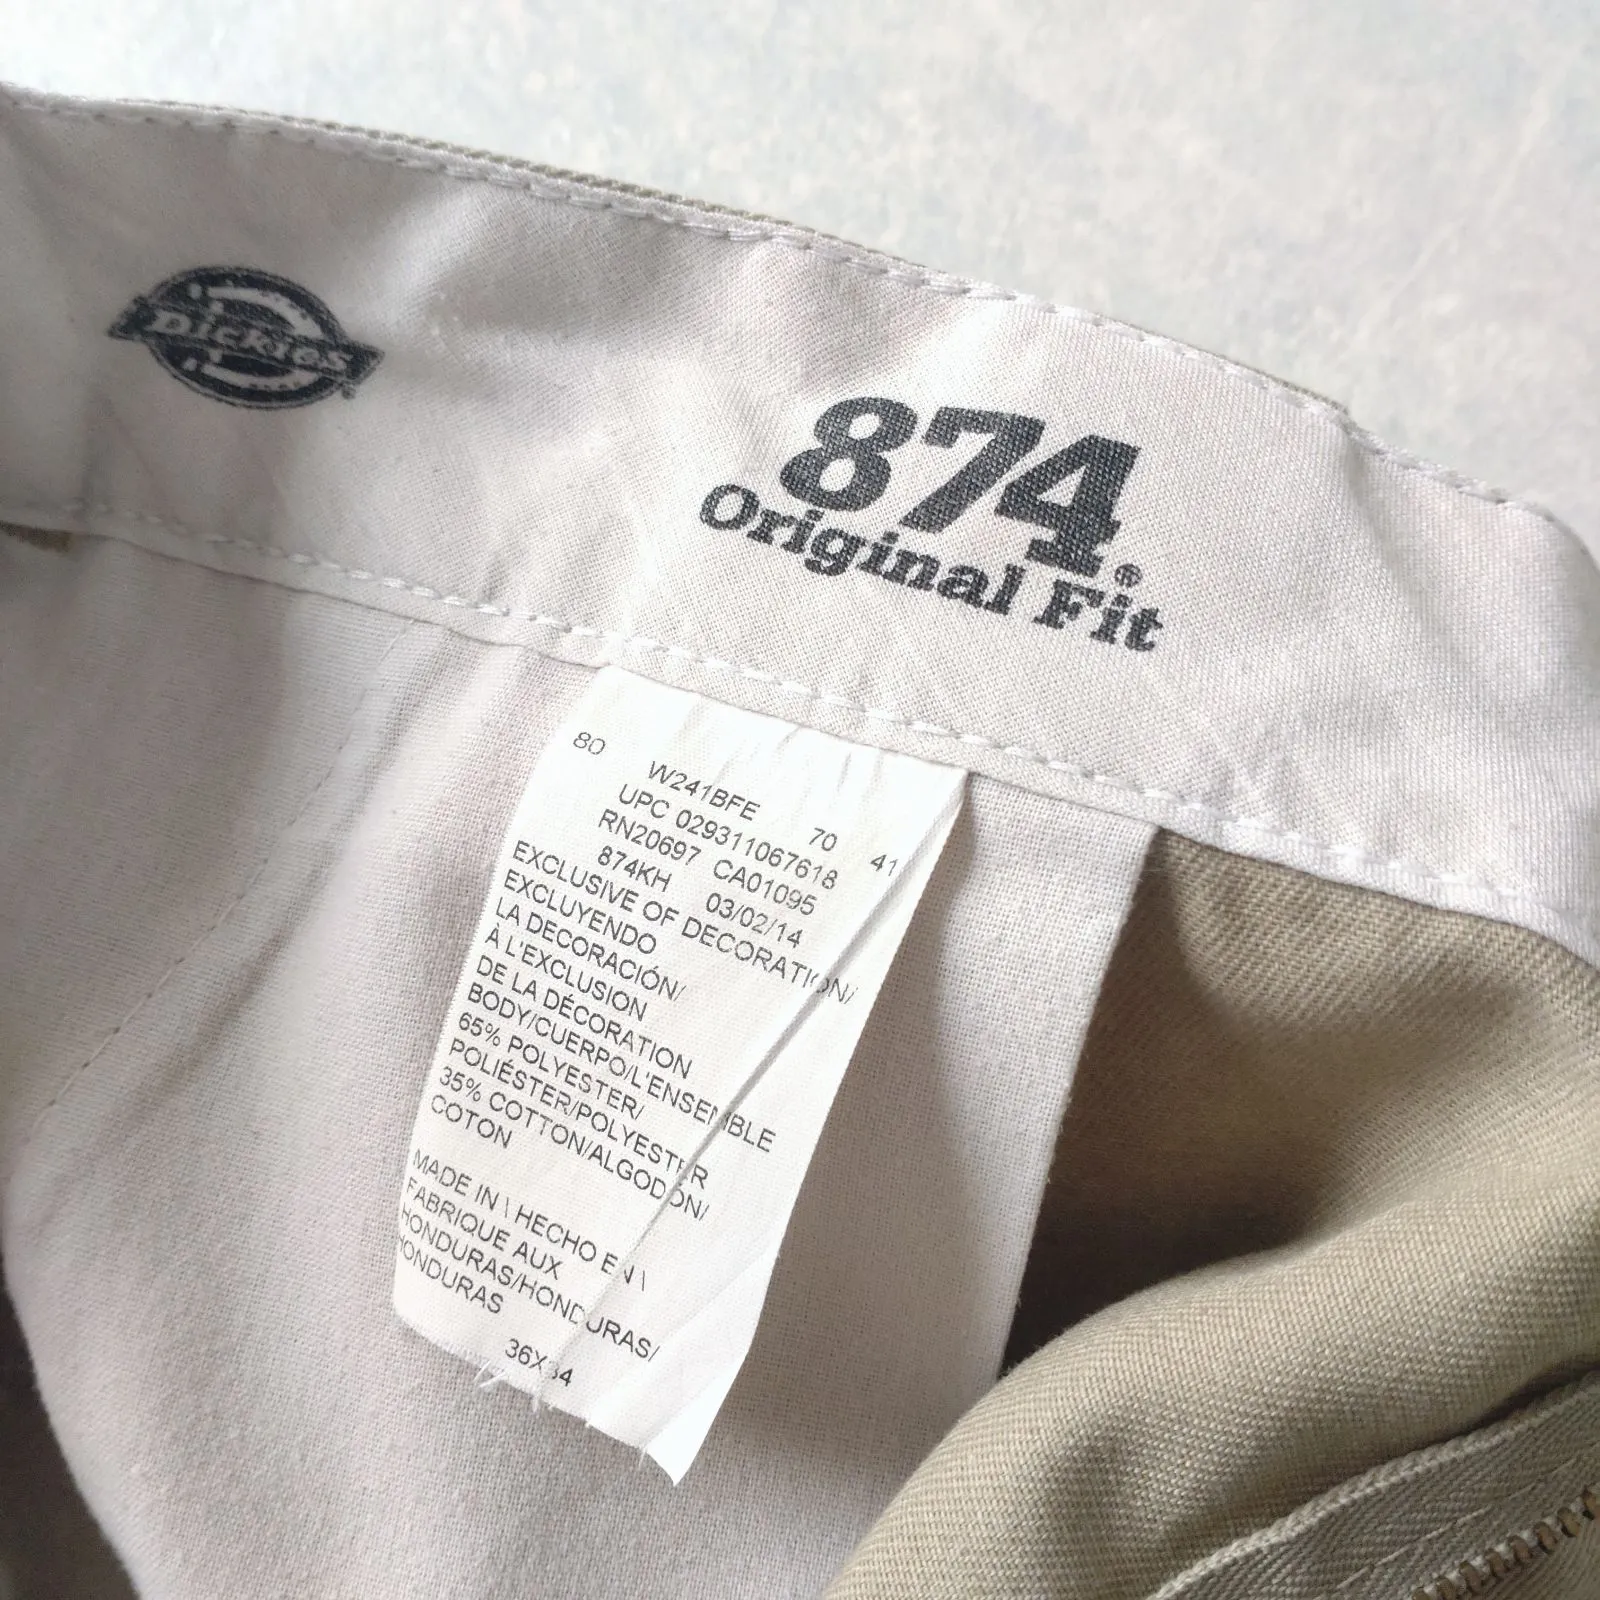 Dickies
874.
Original Fit
80 W241BFE 70 41
UPC 029311067618
RN20697 CA01095
874KH 03/02/14
EXCLUSIVE OF DECORATION/
EXCLUYENDO
LA DECORACIÓN/
À L'EXCLUSION
DE LA DÉCORATION
BODY/CUERPO/L'ENSEMBLE
65% POLYESTER/
POLIÉSTER/POLYESTER
35% COTTON/ALGODÓN/
COTON
MADE IN \ HECHO EN \
FABRIQUE AUX
HONDURAS/HONDURAS/
HONDURAS
36X34